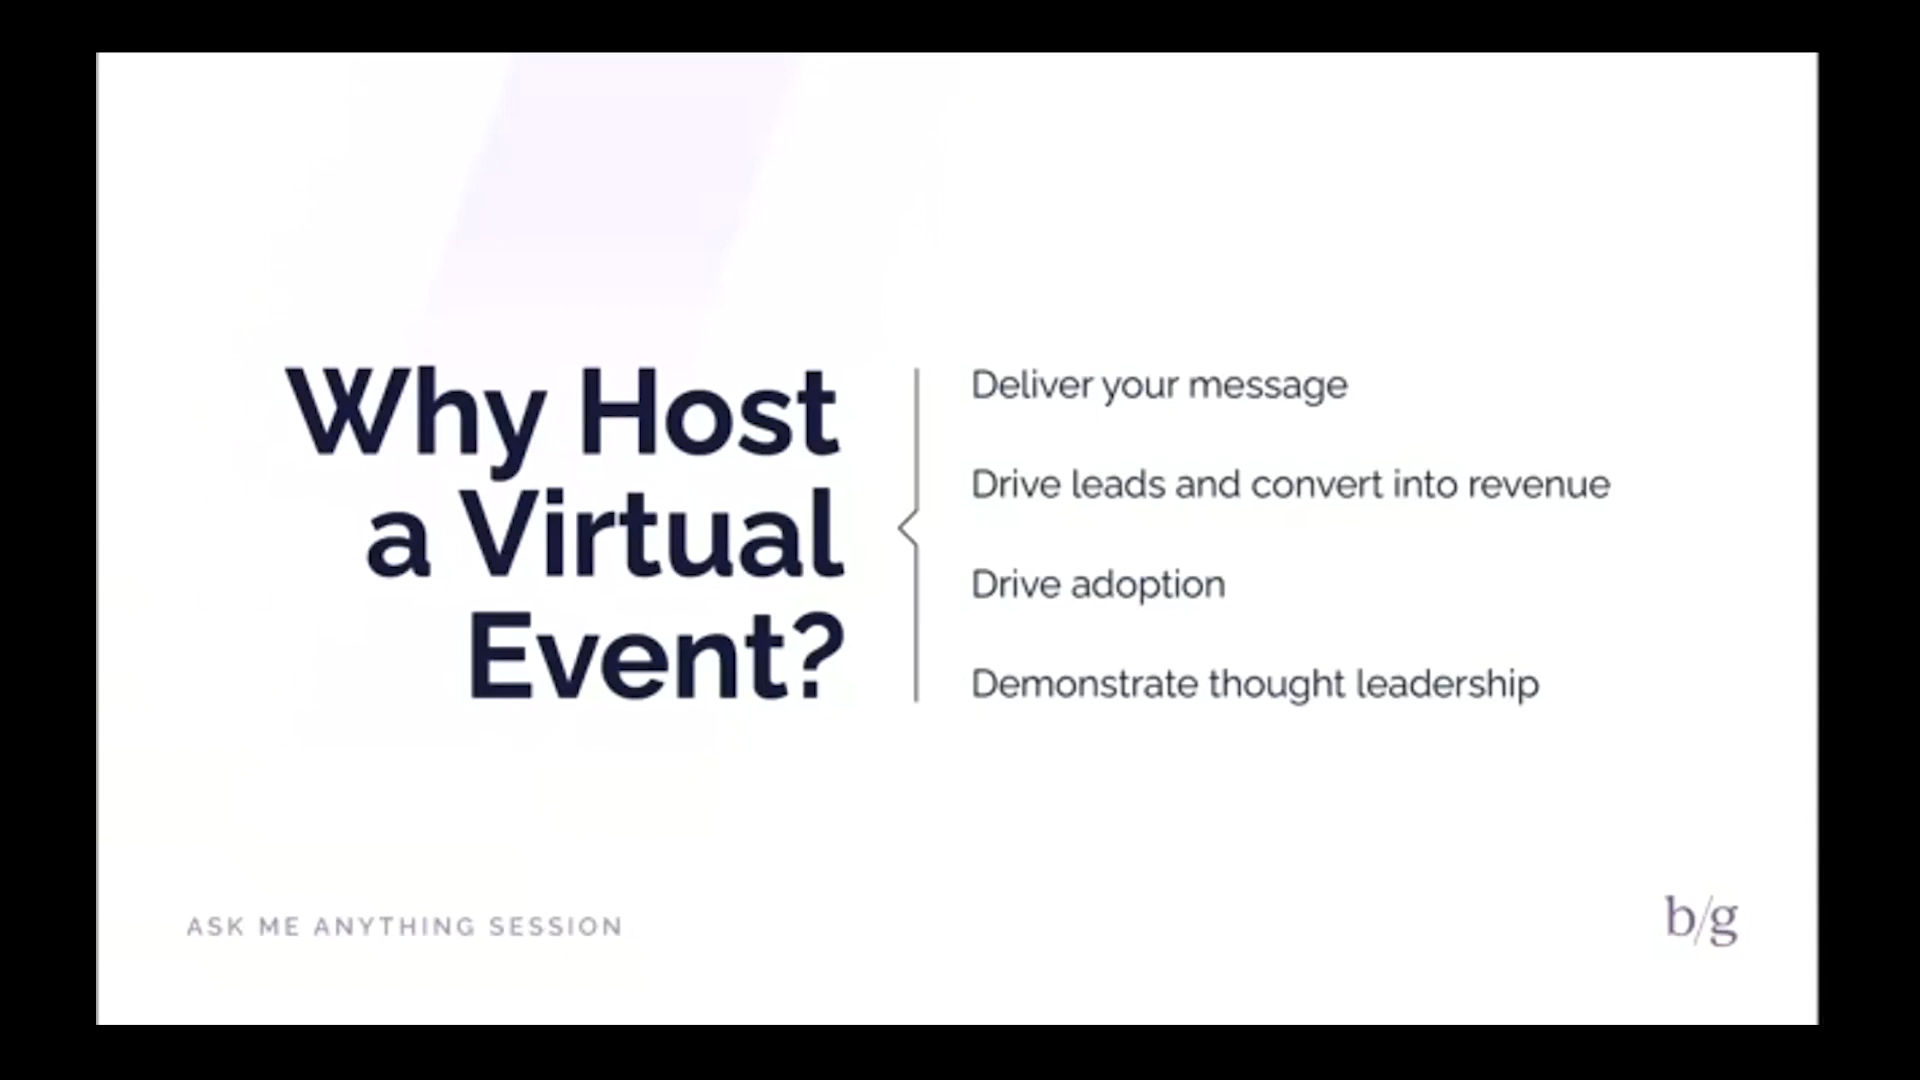 Why Host
a Virtual
Event?
Deliver your message
Drive leads and convert into revenue
Drive adoption
Demonstrate thought leadership
ASK ME ANYTHING SESSION
b/g